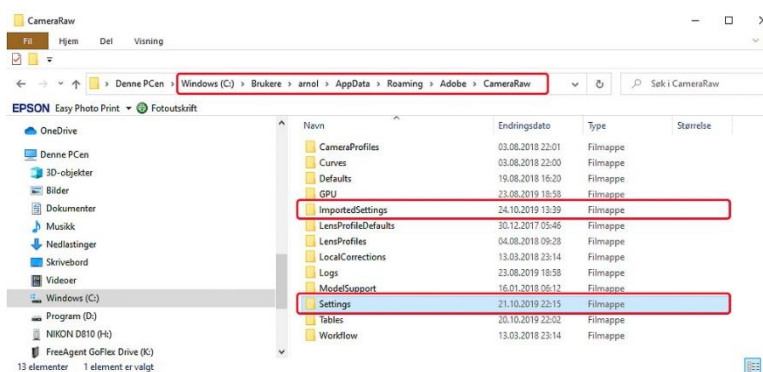 CameraRaw
Fil Hjem Del Visning
Denne PCen Windows (C:) Brukere arnol AppData Roaming Adobe CameraRaw Søk i CameraRaw
EPSON Easy Photo Print Fotoutskrift
OneDrive
Denne PCen
3D-objekter
Bilder
Dokumenter
Musikk
Nedlastinger
Skrivebord
Videoer
Windows (C:)
Program (D:)
NIKON D810 (H:)
FreeAgent GoFlex Drive (K:)
Navn Endringsdato Type Størrelse
CameraProfiles 03.08.2018 22:01 Filmappe
Curves 03.08.2018 22:00 Filmappe
Defaults 19.08.2018 16:20 Filmappe
GPU 23.08.2019 18:58 Filmappe
ImportedSettings 24.10.2019 13:39 Filmappe
LensProfileDefaults 30.12.2017 05:46 Filmappe
LensProfiles 04.08.2018 09:28 Filmappe
LocalCorrections 13.03.2018 23:14 Filmappe
Logs 23.08.2019 18:58 Filmappe
ModelSupport 16.01.2018 06:12 Filmappe
Settings 21.10.2019 22:15 Filmappe
Tables 20.10.2019 22:02 Filmappe
Workflow 13.03.2018 23:14 Filmappe
13 elementer 1 element er valgt